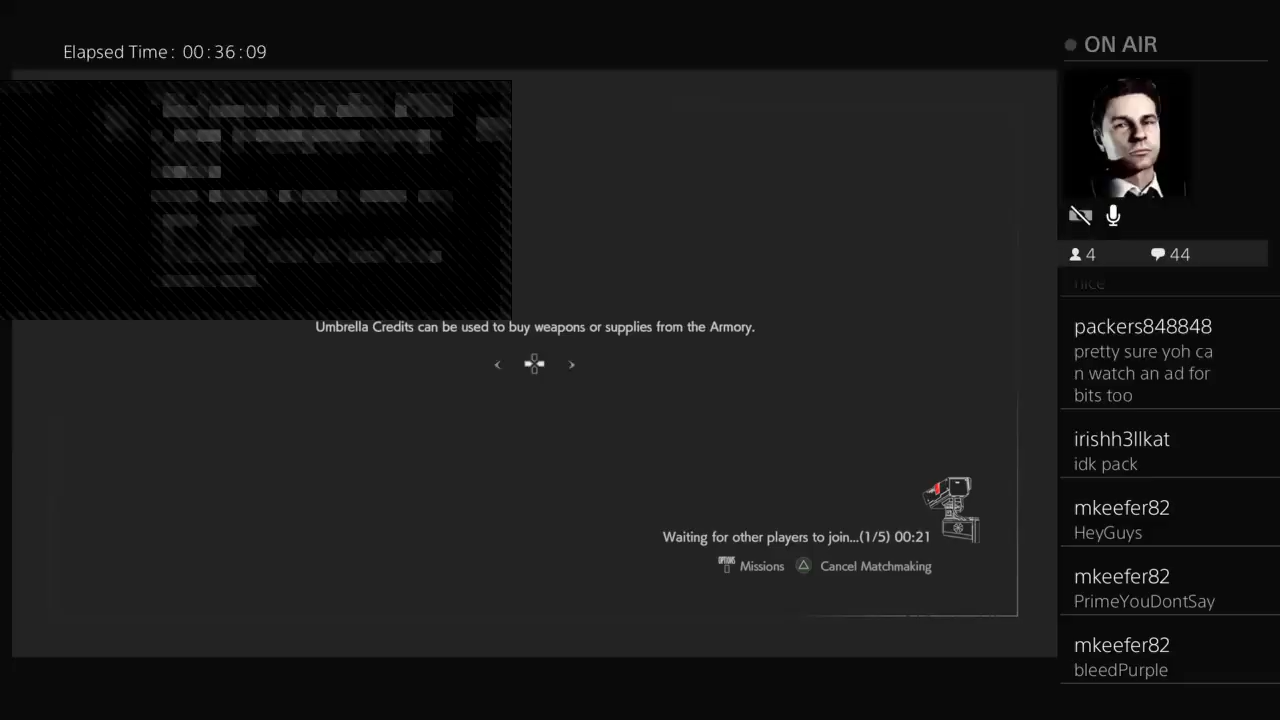 Elapsed Time: 00:36:09
ON AIR
4
44
nice
packers848848
pretty sure yoh ca
n watch an ad for
bits too
irishh3llkat
idk pack
mkeefer82
HeyGuys
mkeefer82
PrimeYouDontSay
mkeefer82
bleedPurple
Umbrella Credits can be used to buy weapons or supplies from the Armory.
Waiting for other players to join...(1/5) 00:21
OPTIONS Missions Cancel Matchmaking